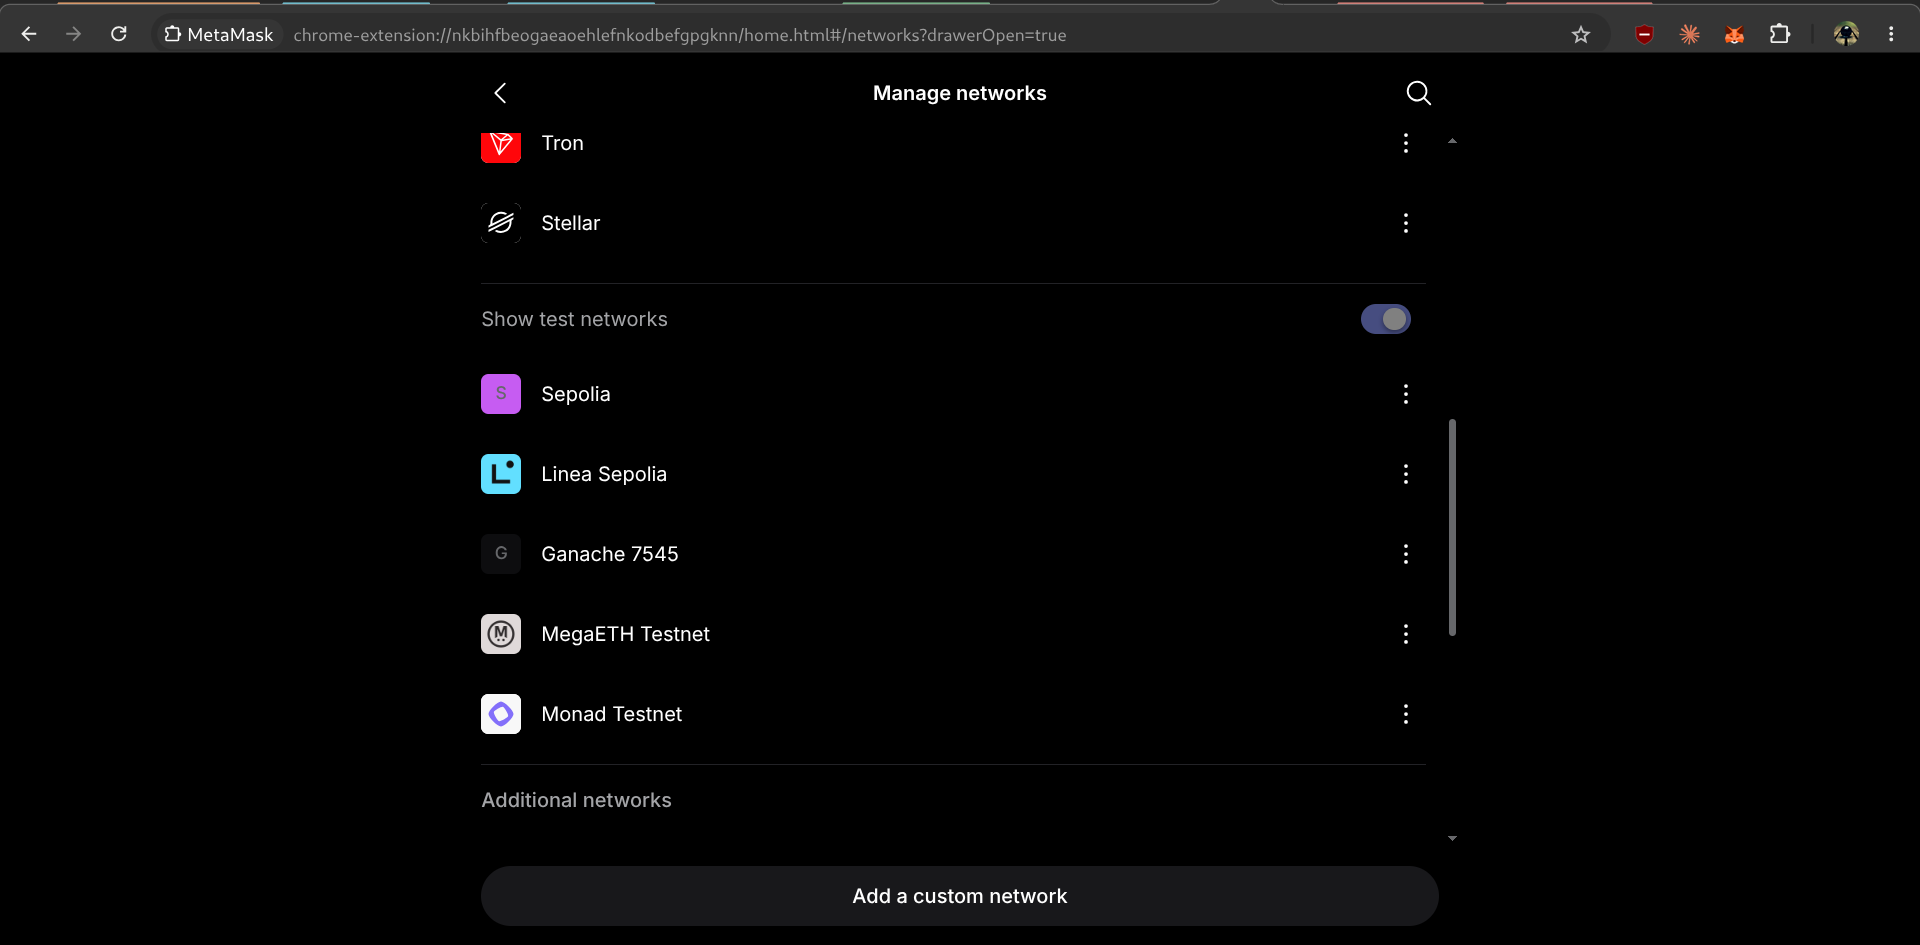 MetaMask
chrome-extension://nkbihfbeogaeaoehlefnkodbefgpgknn/home.html#/networks?drawerOpen=true
Manage networks
Tron
Stellar
Show test networks
S
Sepolia
L
Linea Sepolia
G
Ganache 7545
M
MegaETH Testnet
Monad Testnet
Additional networks
Add a custom network